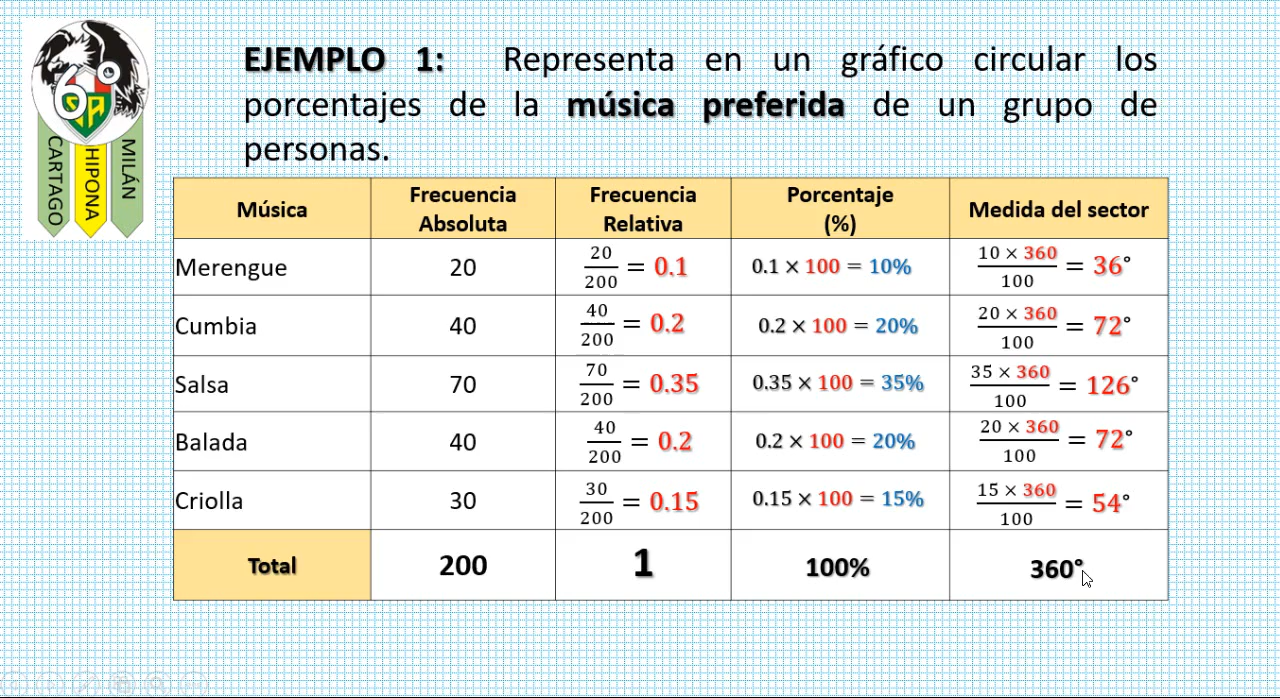 6°
SA
CARTAGO
HIPONA
MILÁN
EJEMPLO 1: Representa en un gráfico circular los
porcentajes de la música preferida de un grupo de
personas.
Música | Frecuencia Absoluta | Frecuencia Relativa | Porcentaje (%) | Medida del sector
Merengue | 20 | 20/200 = 0.1 | 0.1 × 100 = 10% | 10 × 360/100 = 36°
Cumbia | 40 | 40/200 = 0.2 | 0.2 × 100 = 20% | 20 × 360/100 = 72°
Salsa | 70 | 70/200 = 0.35 | 0.35 × 100 = 35% | 35 × 360/100 = 126°
Balada | 40 | 40/200 = 0.2 | 0.2 × 100 = 20% | 20 × 360/100 = 72°
Criolla | 30 | 30/200 = 0.15 | 0.15 × 100 = 15% | 15 × 360/100 = 54°
Total | 200 | 1 | 100% | 360°